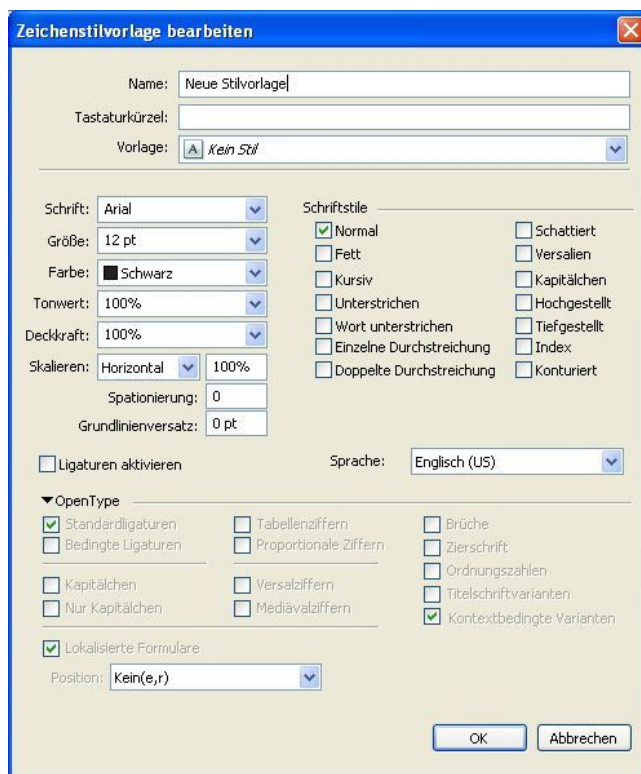 Zeichenstilvorlage bearbeiten
Name: Neue Stilvorlage
Tastaturkürzel:
Vorlage: A Kein Stil
Schrift: Arial
Größe: 12 pt
Farbe: Schwarz
Tonwert: 100%
Deckkraft: 100%
Skalieren: Horizontal 100%
Spationierung: 0
Grundlinienversatz: 0 pt
Schriftstile
Normal
Fett
Kursiv
Unterstrichen
Wort unterstrichen
Einzelne Durchstreichung
Doppelte Durchstreichung
Schattiert
Versalien
Kapitälchen
Hochgestellt
Tiefgestellt
Index
Konturiert
Ligaturen aktivieren
Sprache: Englisch (US)
OpenType
Standardligaturen
Bedingte Ligaturen
Kapitälchen
Nur Kapitälchen
Tabellenziffern
Proportionale Ziffern
Versalziffern
Mediävalziffern
Brüche
Zierschrift
Ordnungszahlen
Titelschriftvarianten
Kontextbedingte Varianten
Lokalisierte Formulare
Position: Kein(e,r)
OK
Abbrechen